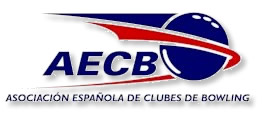 AECB
ASOCIACIÓN ESPAÑOLA DE CLUBES DE BOWLING